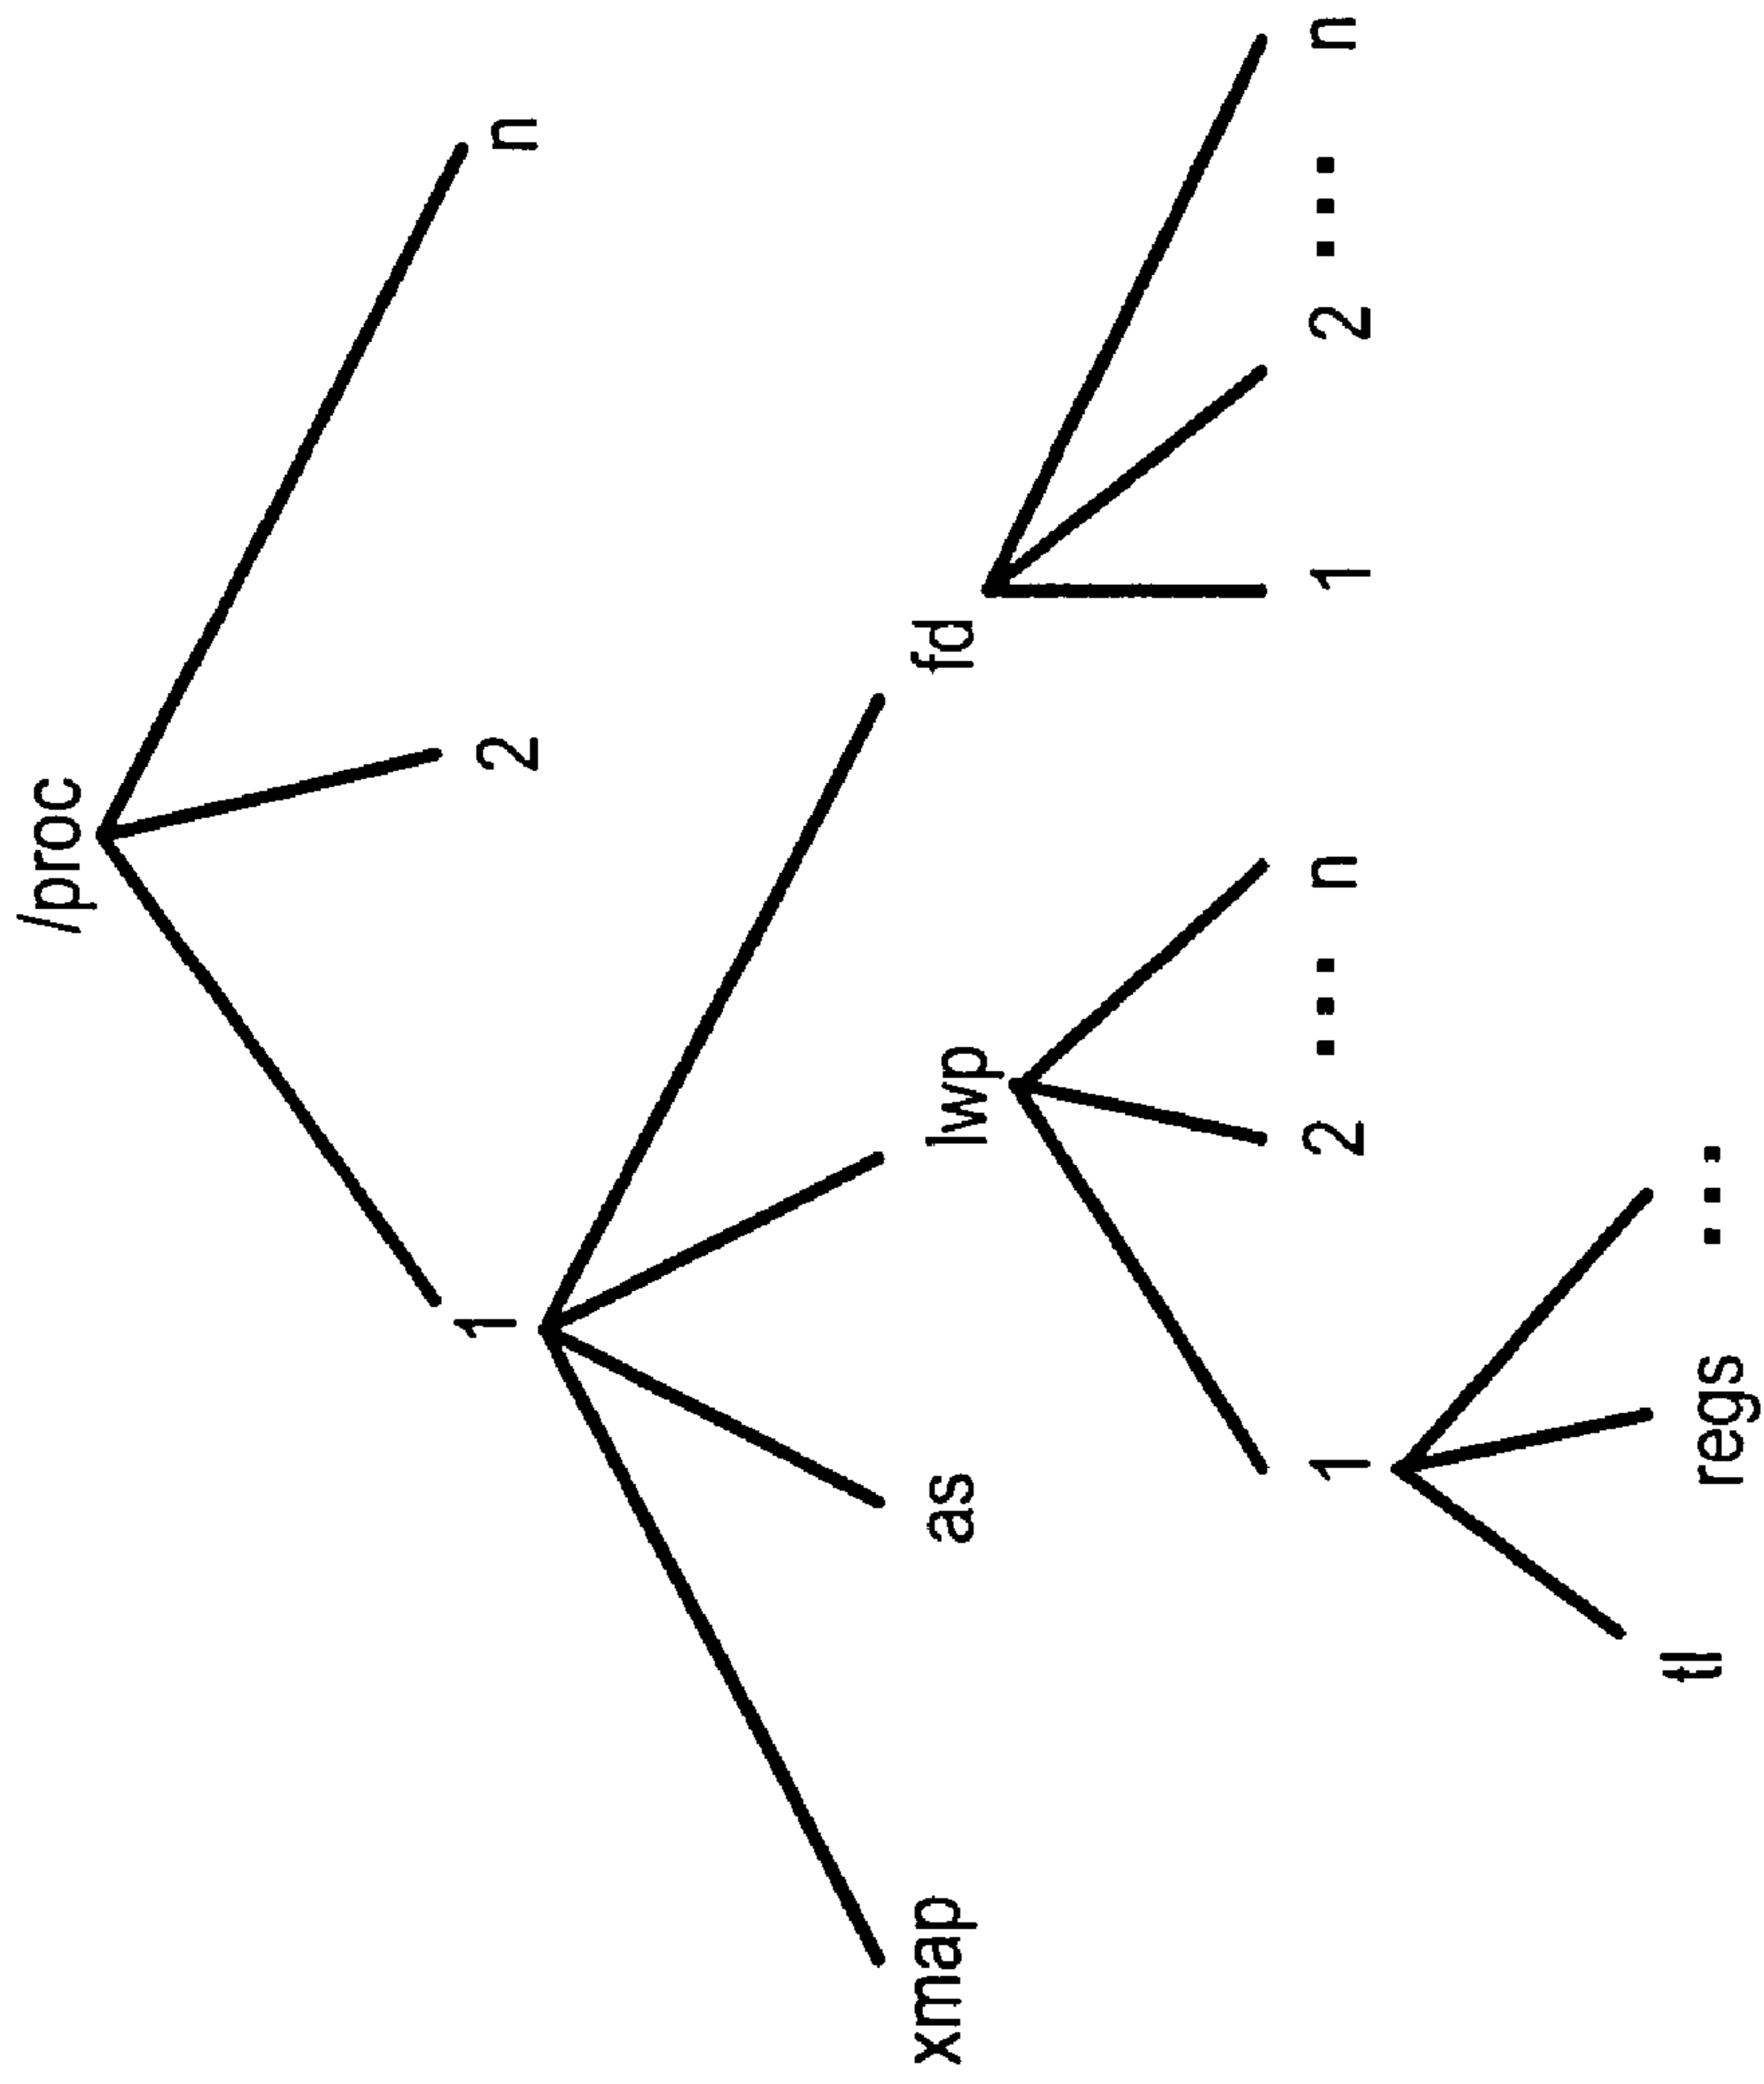 /proc
1 2 n
xmap as lwp fd
1 2 ... n 1 2 ... n
tl regs ...